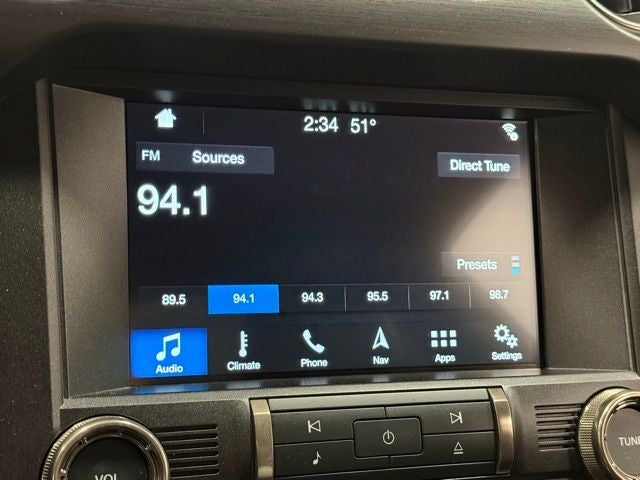 2:34 51°
FM Sources
Direct Tune
94.1
Presets
89.5 94.1 94.3 95.5 97.1 98.7
Audio Climate Phone Nav Apps Settings
VOL
TUNE